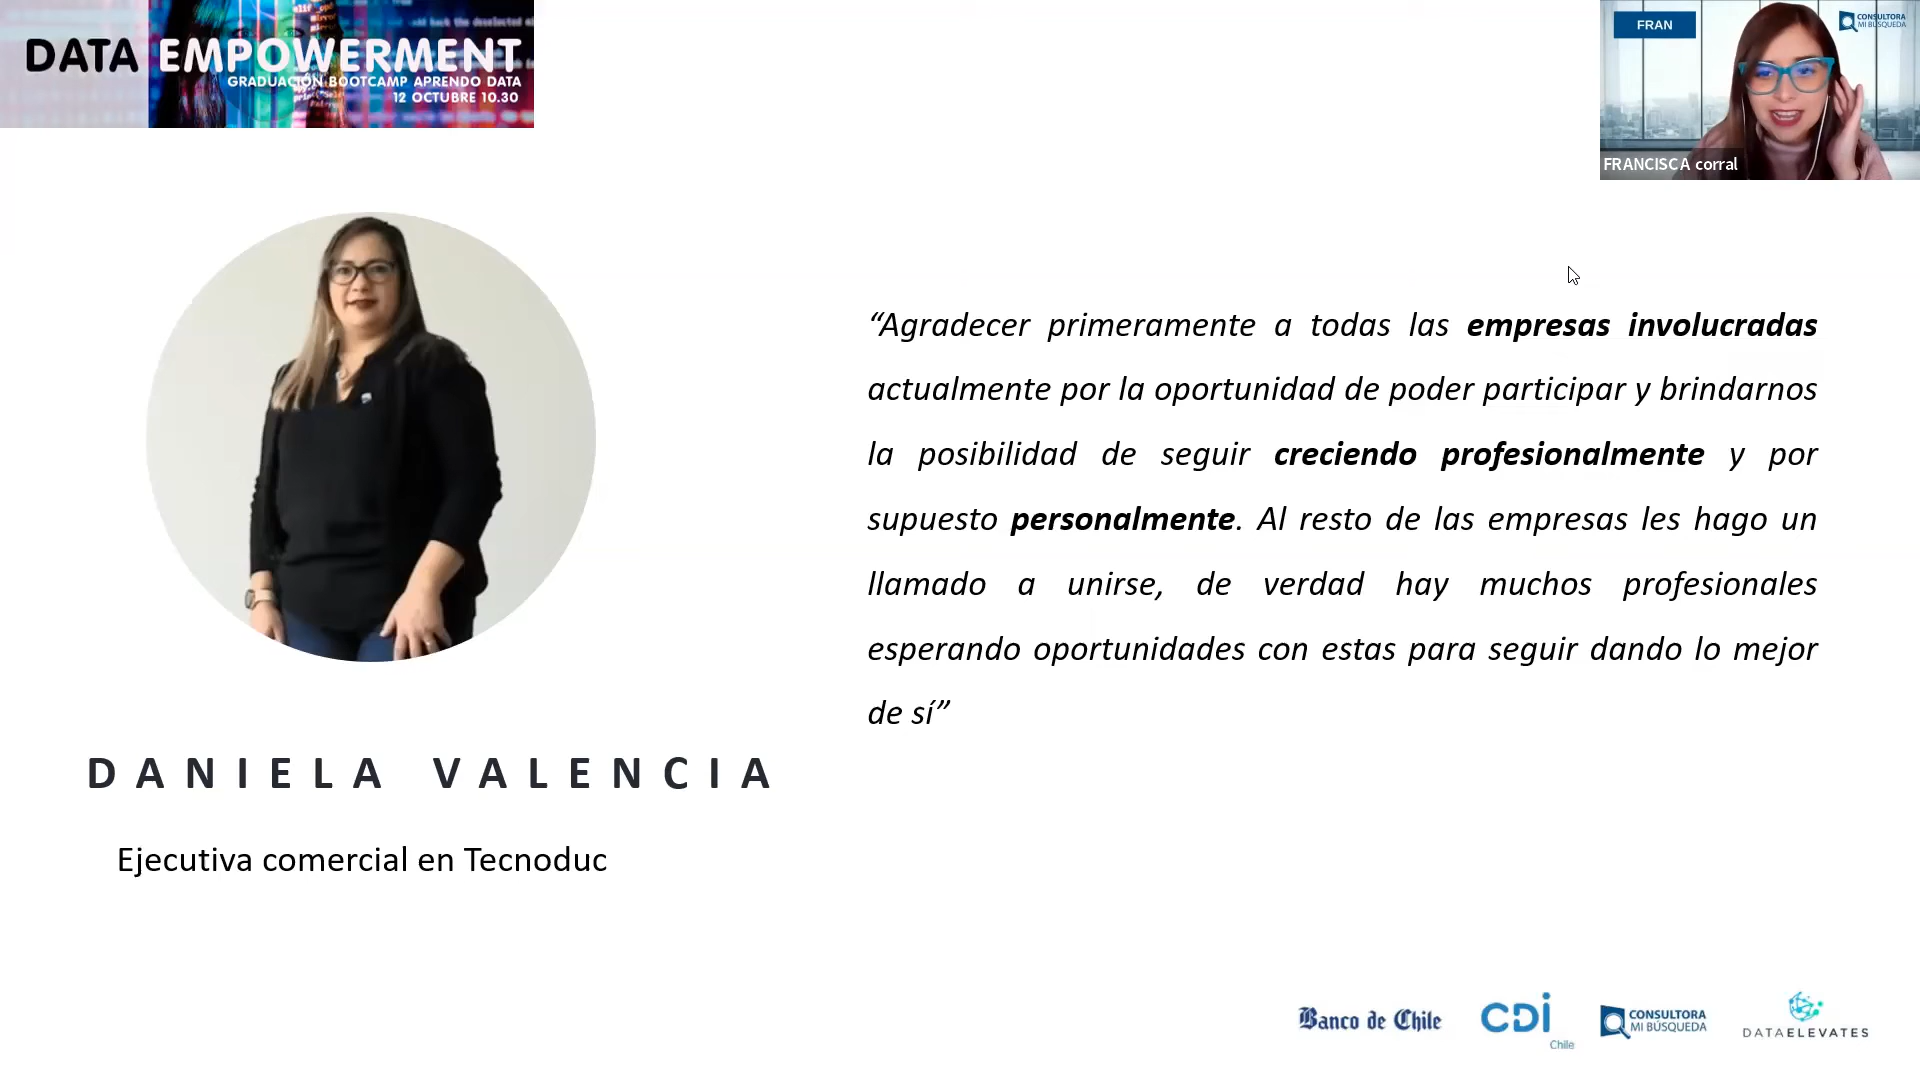 DATA EMPOWERMENT
GRADUACIÓN BOOTCAMP APRENDO DATA
12 OCTUBRE 10.30
FRAN
CONSULTORA
MI BÚSQUEDA
FRANCISCA corral
“Agradecer primeramente a todas las empresas involucradas
actualmente por la oportunidad de poder participar y brindarnos
la posibilidad de seguir creciendo profesionalmente y por
supuesto personalmente. Al resto de las empresas les hago un
llamado a unirse, de verdad hay muchos profesionales
esperando oportunidades con estas para seguir dando lo mejor
de sí”
DANIELA VALENCIA
Ejecutiva comercial en Tecnoduc
Banco de Chile
CDI
Chile
CONSULTORA
MI BÚSQUEDA
DATAELEVATES